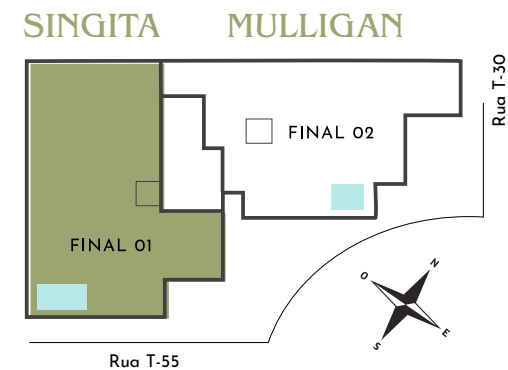 SINGITA MULLIGAN
Rua T-30
FINAL 02
FINAL 01
N
O
E
S
Rua T-55